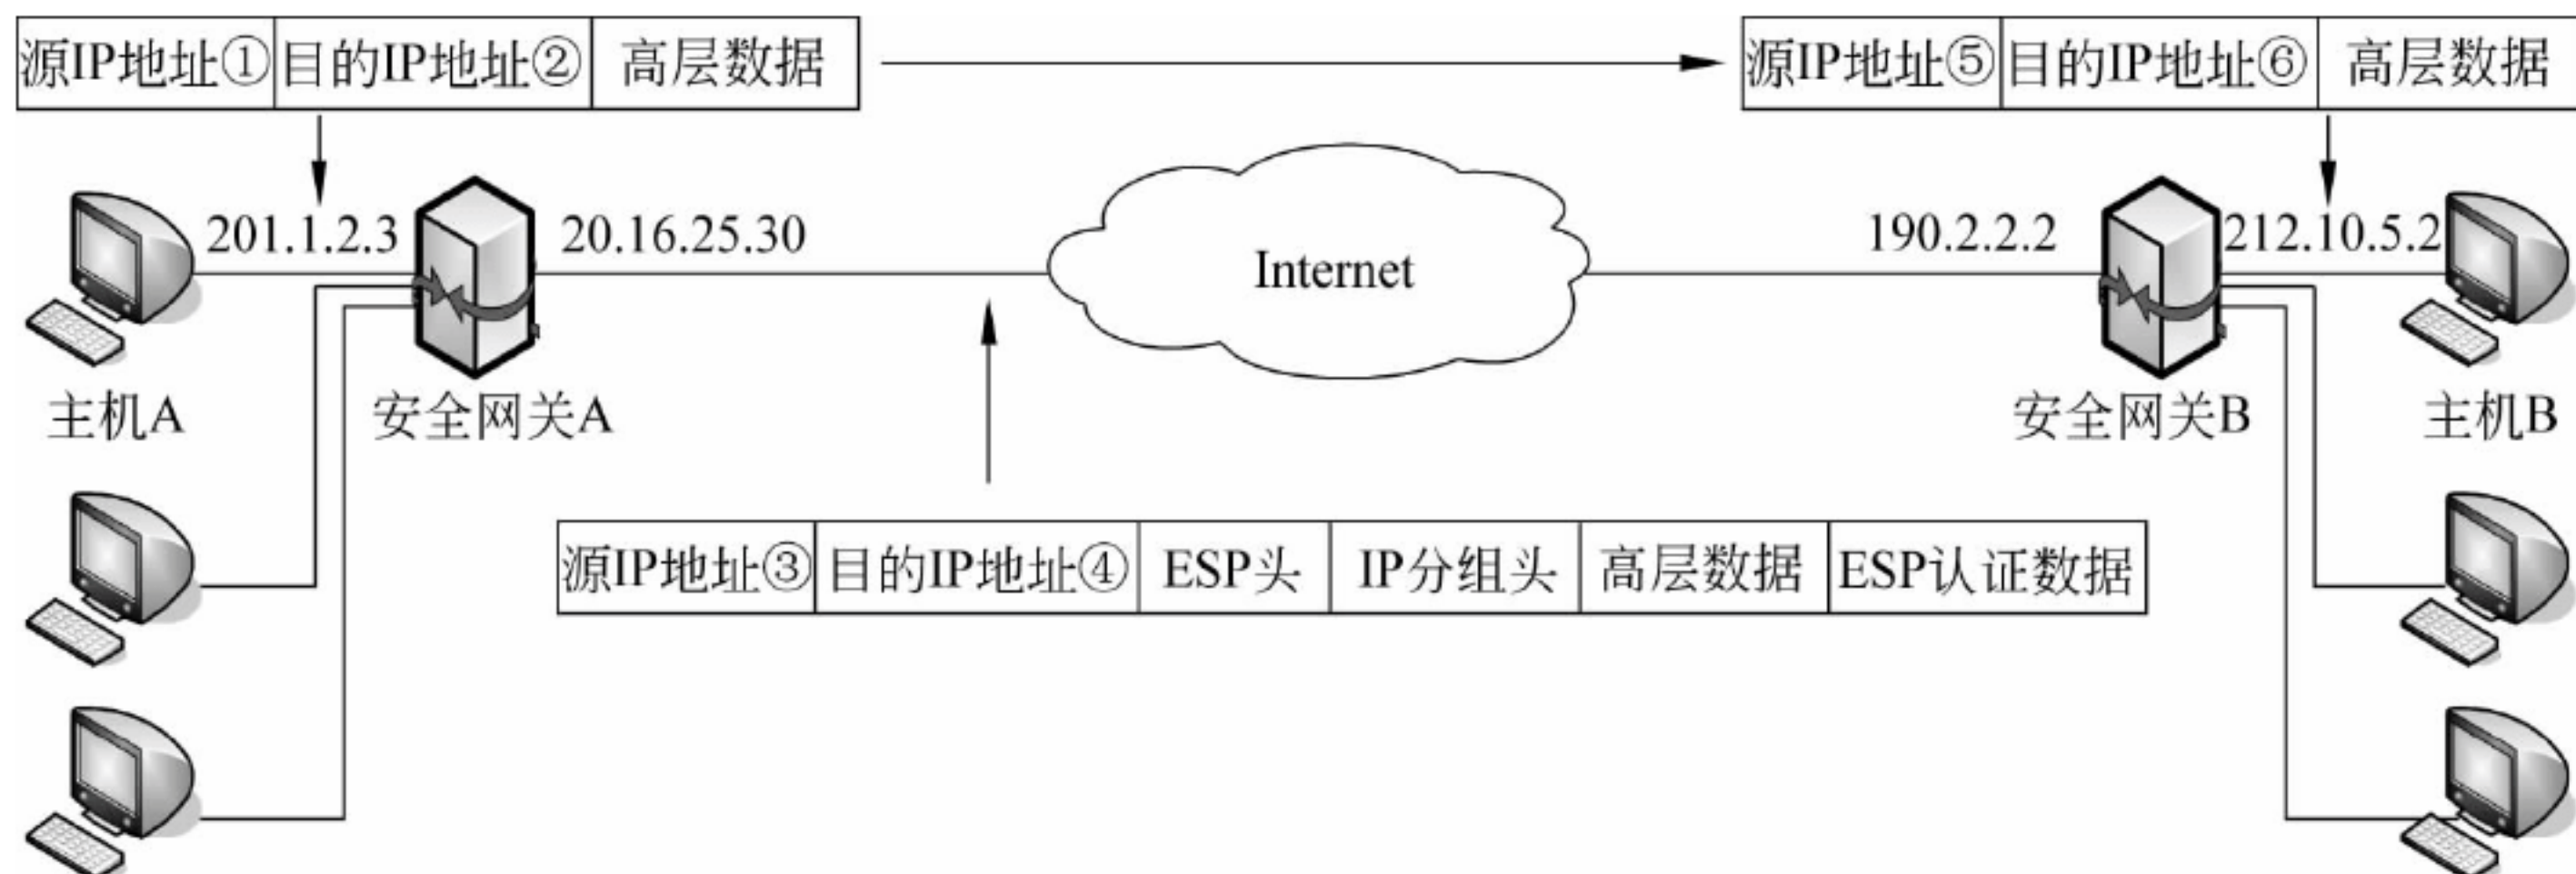 源IP地址① 目的IP地址② 高层数据
源IP地址⑤ 目的IP地址⑥ 高层数据
201.1.2.3
20.16.25.30
Internet
190.2.2.2
212.10.5.2
主机A
安全网关A
安全网关B
主机B
源IP地址③ 目的IP地址④ ESP头 IP分组头 高层数据 ESP认证数据